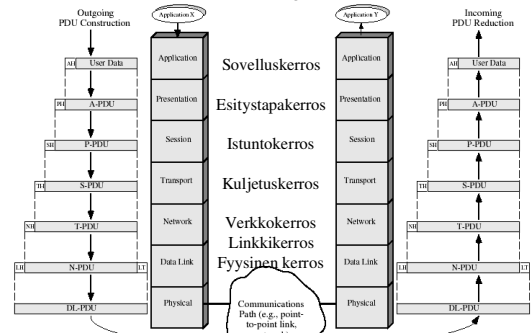 Outgoing
PDU Construction
Application X
Application Y
Incoming
PDU Reduction
AH User Data
PH A-PDU
SH P-PDU
TH S-PDU
NH T-PDU
LH N-PDU LT
DL-PDU
Application
Presentation
Session
Transport
Network
Data Link
Physical
Sovelluskerros
Esitystapakerros
Istuntokerros
Kuljetuskerros
Verkkokerros
Linkkikerros
Fyysinen kerros
Communications
Path (e.g., point-
to-point link,
Application
Presentation
Session
Transport
Network
Data Link
Physical
AH User Data
PH A-PDU
SH P-PDU
TH S-PDU
NH T-PDU
LH N-PDU LT
DL-PDU